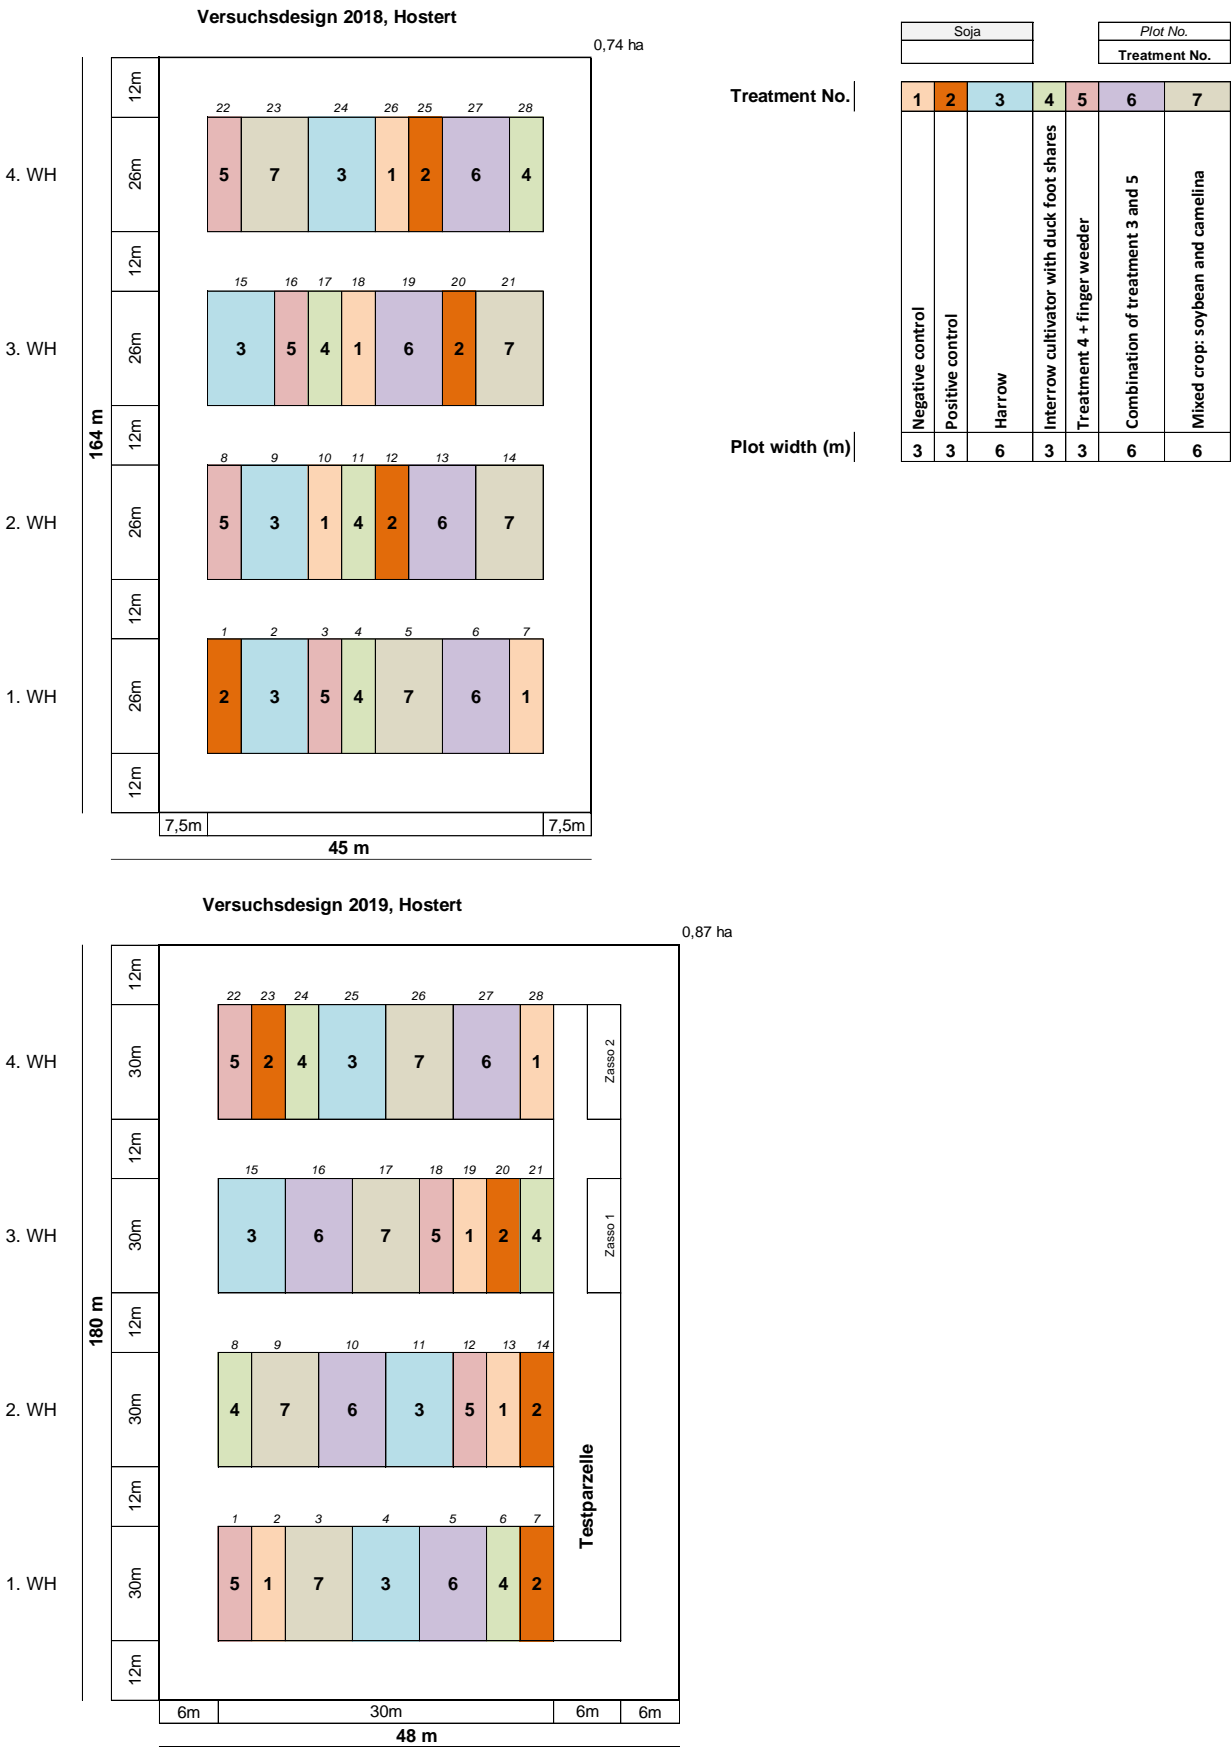 Versuchsdesign 2018, Hostert
0,74 ha
Soja
Plot No.
Treatment No.
Treatment No. 1 2 3 4 5 6 7
Negative control
Positive control
Harrow
Interrow cultivator with duck foot shares
Treatment 4 + finger weeder
Combination of treatment 3 and 5
Mixed crop: soybean and camelina
Plot width (m) 3 3 6 3 3 6 6
12m
22 23 24 26 25 27 28
4. WH 26m 5 7 3 1 2 6 4
12m
15 16 17 18 19 20 21
3. WH 26m 3 5 4 1 6 2 7
164 m
12m
8 9 10 11 12 13 14
2. WH 26m 5 3 1 4 2 6 7
12m
1 2 3 4 5 6 7
1. WH 26m 2 3 5 4 7 6 1
12m
7,5m 7,5m
45 m
Versuchsdesign 2019, Hostert
0,87 ha
12m
22 23 24 25 26 27 28
4. WH 30m 5 2 4 3 7 6 1 Zasso 2
12m
15 16 17 18 19 20 21
3. WH 30m 3 6 7 5 1 2 4 Zasso 1
180 m
12m
8 9 10 11 12 13 14
2. WH 30m 4 7 6 3 5 1 2
Testparzelle
12m
1 2 3 4 5 6 7
1. WH 30m 5 1 7 3 6 4 2
12m
6m 30m 6m 6m
48 m